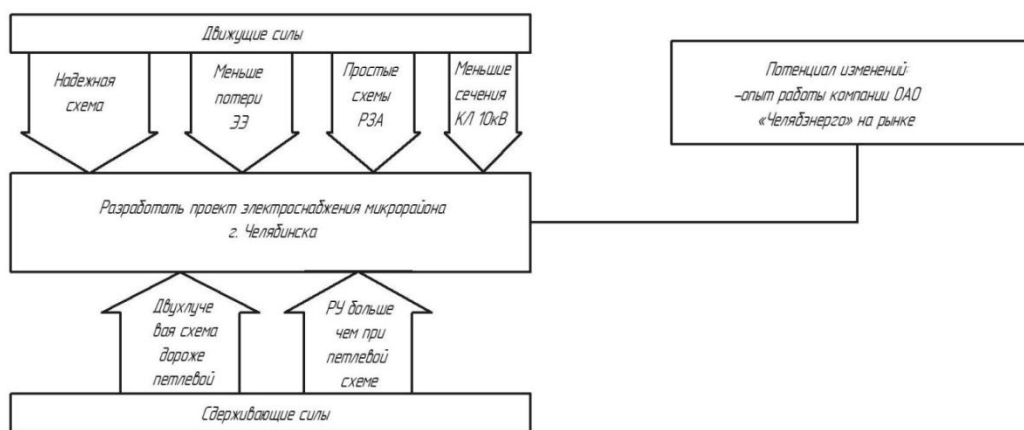 Движущие силы
Надежная
схема
Меньше
потери
ЭЭ
Простые
схемы
РЗА
Меньшие
сечения
КЛ 10кВ
Потенциал изменений:
-опыт работы компании ОАО
«Челябэнерго» на рынке
Разработать проект электроснабжения микрорайона
г. Челябинска
Двухлуче
вая схема
дороже
петлевой
РУ больше
чем при
петлевой
схеме
Сдерживающие силы